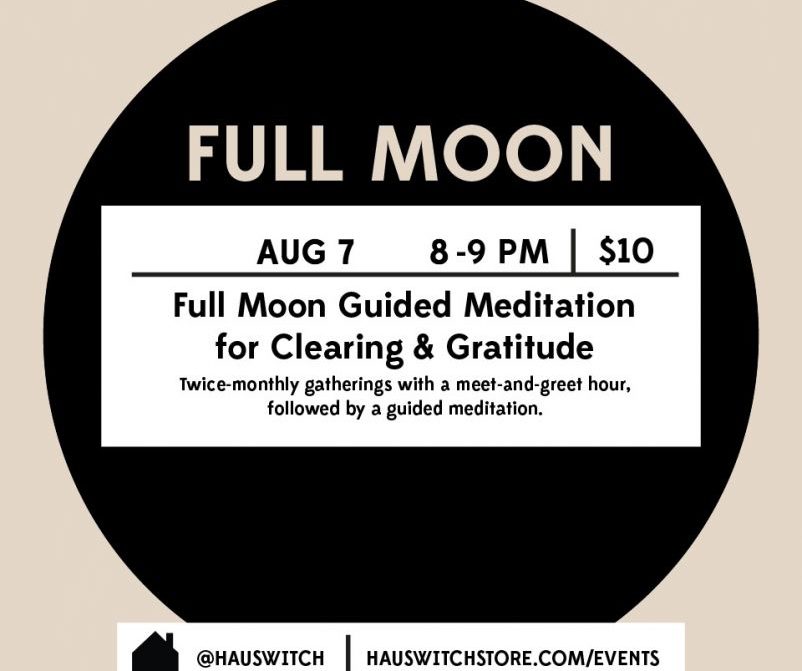 FULL MOON
AUG 7 8-9 PM | $10
Full Moon Guided Meditation
for Clearing & Gratitude
Twice-monthly gatherings with a meet-and-greet hour,
followed by a guided meditation.
@HAUSWITCH | HAUSWITCHSTORE.COM/EVENTS